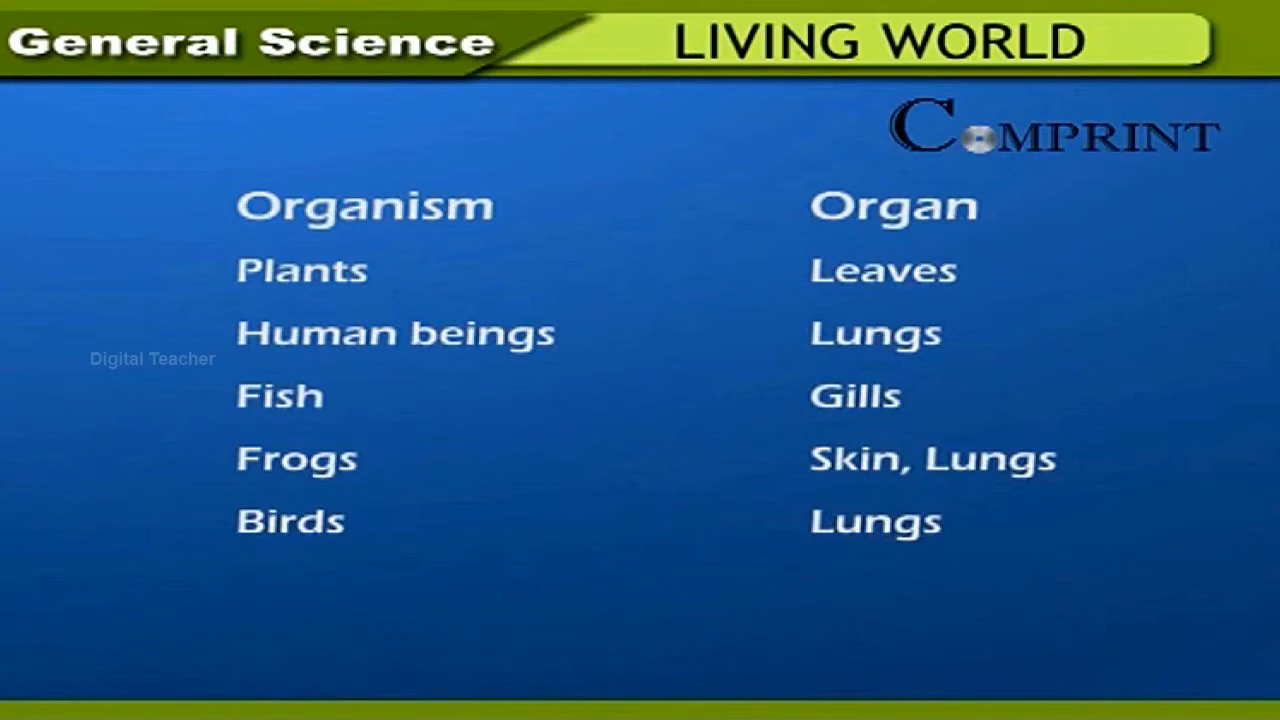 General Science LIVING WORLD
COMPRINT
Organism Organ
Plants Leaves
Human beings Lungs
Digital Teacher
Fish Gills
Frogs Skin, Lungs
Birds Lungs